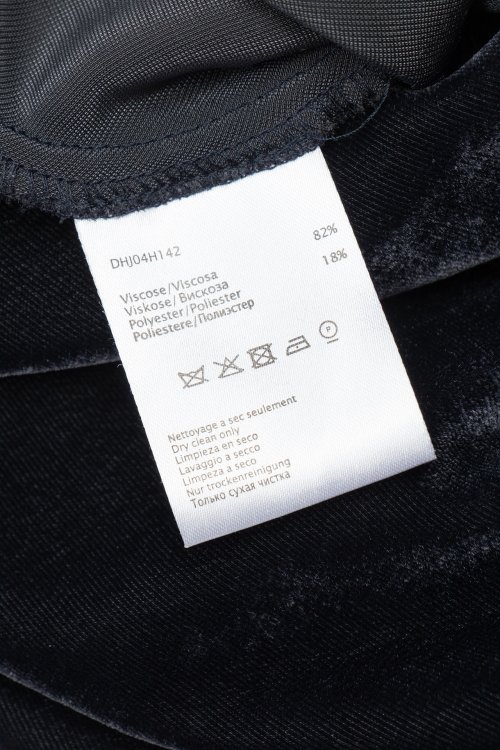 DHJ04H142
Viscose/Viscosa 82%
Viskose/Вискоза
Polyester/Poliester 18%
Poliestere/Полиэстер
P
Nettoyage a sec seulement
Dry clean only
Limpieza en seco
Lavaggio a secco
Limpeza a seco
Nur trockenreinigung
Только сухая чистка